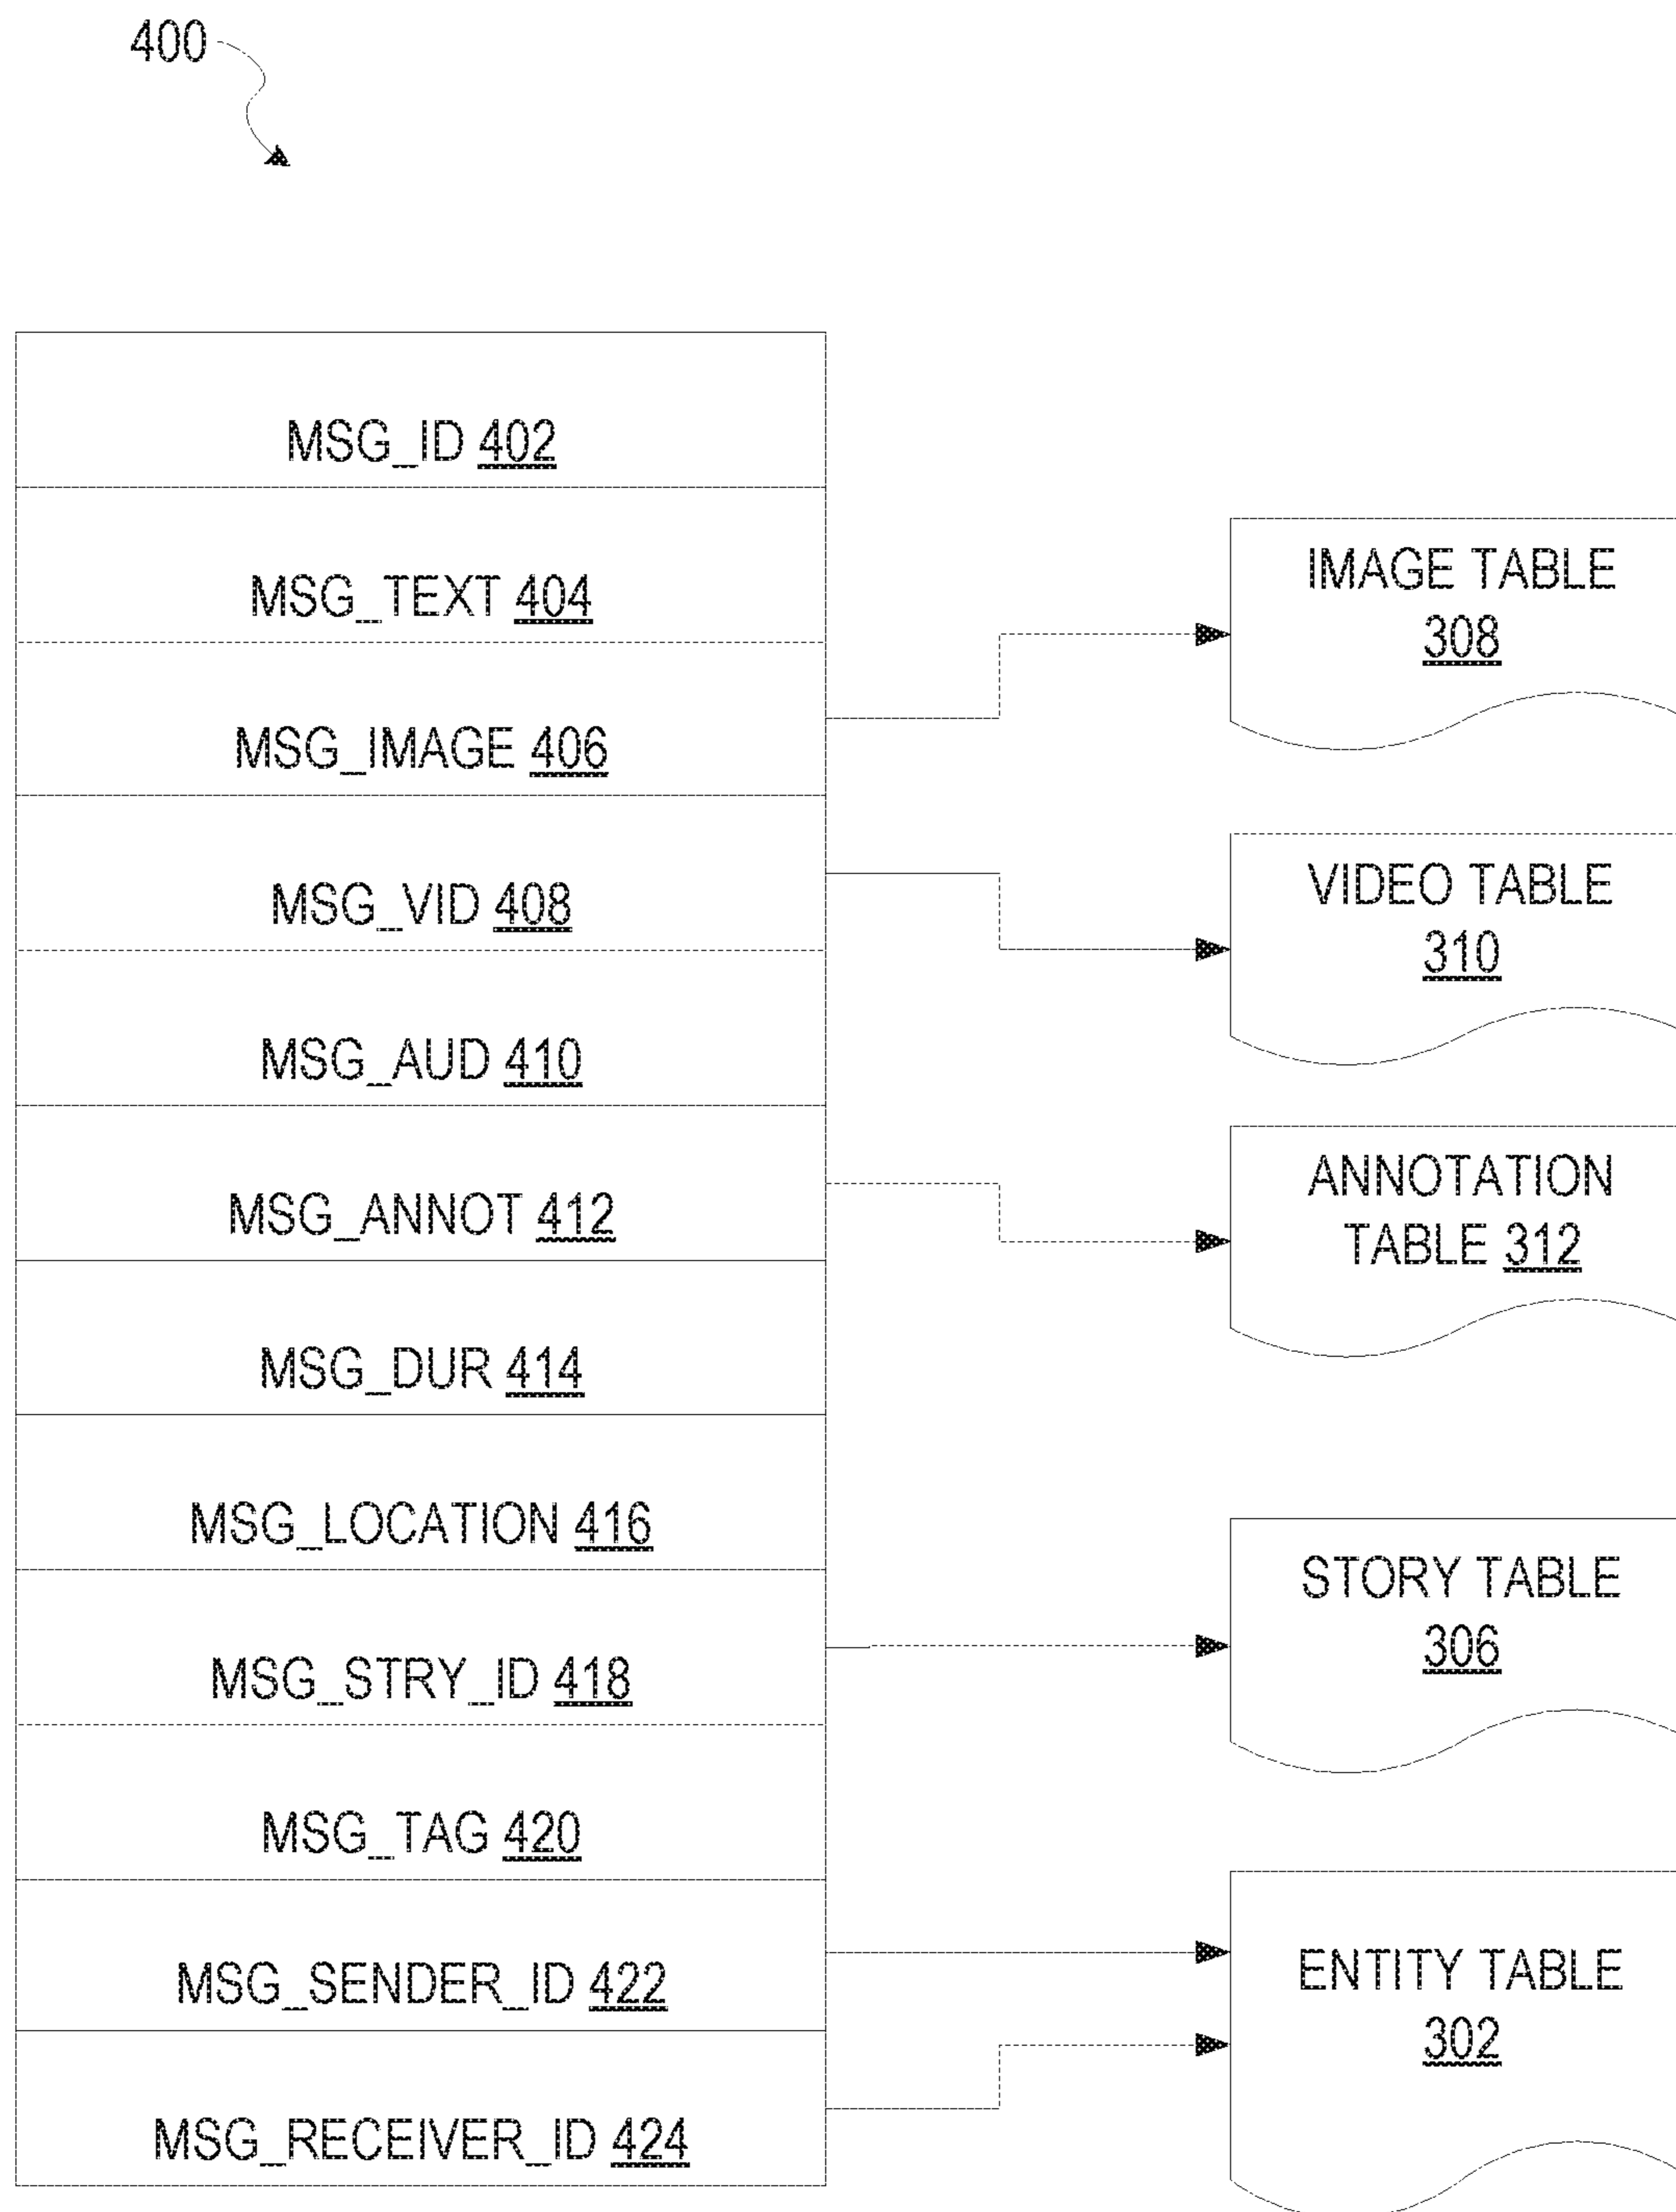 400
MSG_ID 402
MSG_TEXT 404
MSG_IMAGE 406
MSG_VID 408
MSG_AUD 410
MSG_ANNOT 412
MSG_DUR 414
MSG_LOCATION 416
MSG_STRY_ID 418
MSG_TAG 420
MSG_SENDER_ID 422
MSG_RECEIVER_ID 424
IMAGE TABLE
308
VIDEO TABLE
310
ANNOTATION
TABLE 312
STORY TABLE
306
ENTITY TABLE
302